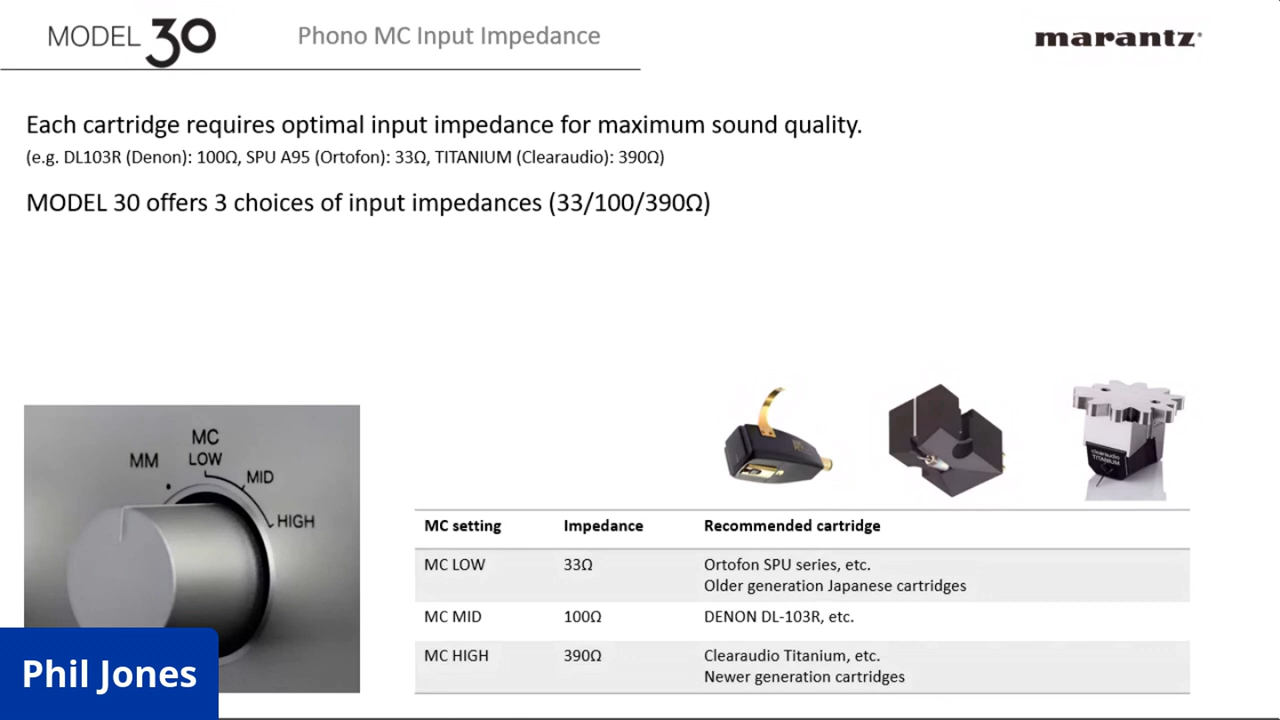 MODEL 30
Phono MC Input Impedance
marantz
Each cartridge requires optimal input impedance for maximum sound quality.
(e.g. DL103R (Denon): 100Ω, SPU A95 (Ortofon): 33Ω, TITANIUM (Clearaudio): 390Ω)
MODEL 30 offers 3 choices of input impedances (33/100/390Ω)
MC
MM
LOW
MID
HIGH
clearaudio
TITANIUM
MC setting Impedance Recommended cartridge
MC LOW 33Ω Ortofon SPU series, etc.
Older generation Japanese cartridges
MC MID 100Ω DENON DL-103R, etc.
MC HIGH 390Ω Clearaudio Titanium, etc.
Newer generation cartridges
Phil Jones